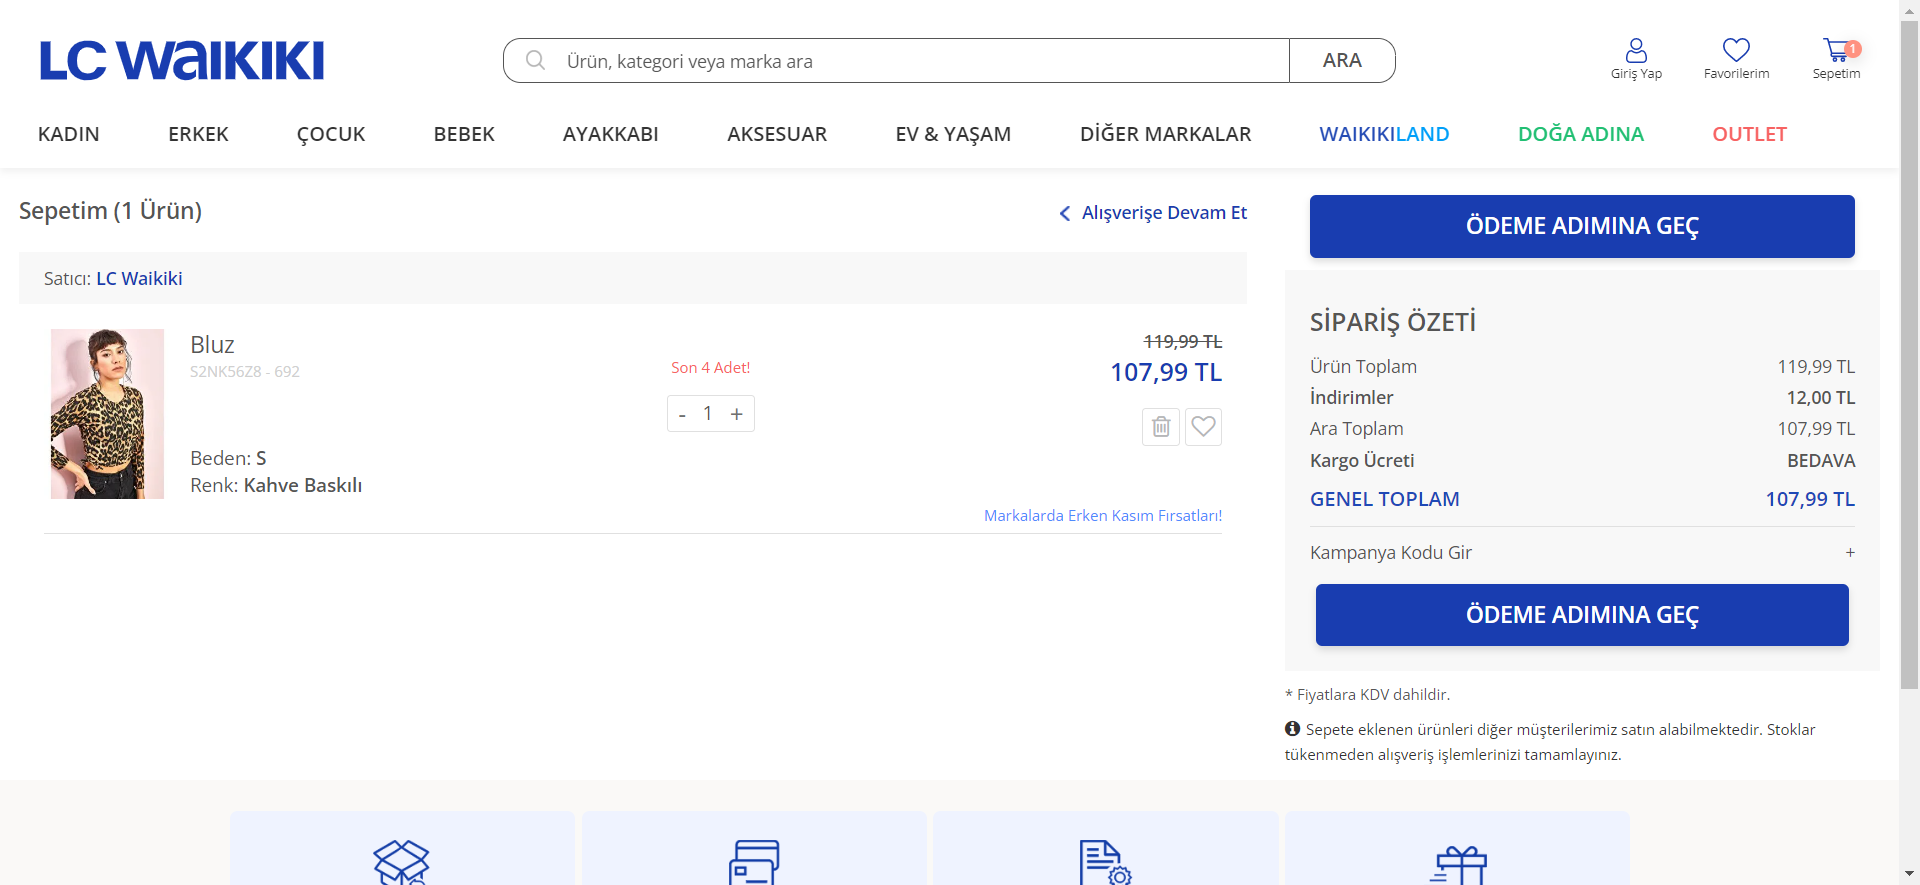 LC WAIKIKI
Ürün, kategori veya marka ara
ARA
Giriş Yap
Favorilerim
1
Sepetim
KADIN
ERKEK
ÇOCUK
BEBEK
AYAKKABI
AKSESUAR
EV & YAŞAM
DİĞER MARKALAR
WAIKIKILAND
DOĞA ADINA
OUTLET
Sepetim (1 Ürün)
Alışverişe Devam Et
Satıcı: LC Waikiki
Bluz
S2NK56Z8 - 692
Beden: S
Renk: Kahve Baskılı
Son 4 Adet!
- 1 +
119,99 TL
107,99 TL
Markalarda Erken Kasım Fırsatları!
ÖDEME ADIMINA GEÇ
SİPARİŞ ÖZETİ
Ürün Toplam 119,99 TL
İndirimler 12,00 TL
Ara Toplam 107,99 TL
Kargo Ücreti BEDAVA
GENEL TOPLAM 107,99 TL
Kampanya Kodu Gir +
ÖDEME ADIMINA GEÇ
* Fiyatlara KDV dahildir.
Sepete eklenen ürünleri diğer müşterilerimiz satın alabilmektedir. Stoklar
tükenmeden alışveriş işlemlerinizi tamamlayınız.